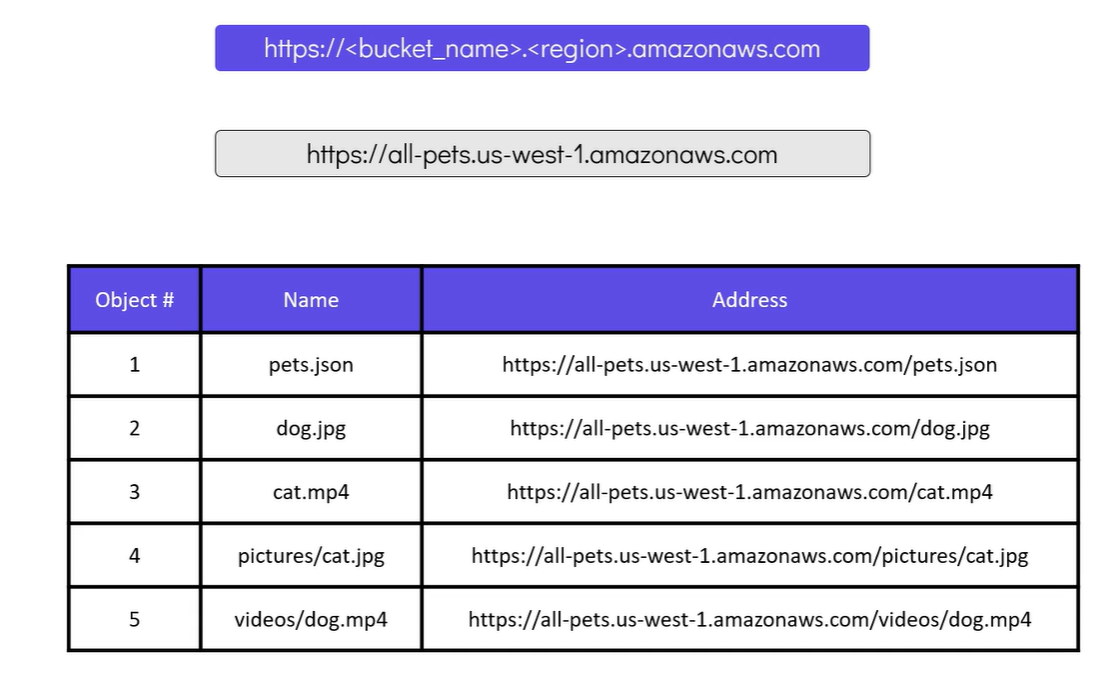 https://<bucket_name>.<region>.amazonaws.com
https://all-pets.us-west-1.amazonaws.com
Object # Name Address
1 pets.json https://all-pets.us-west-1.amazonaws.com/pets.json
2 dog.jpg https://all-pets.us-west-1.amazonaws.com/dog.jpg
3 cat.mp4 https://all-pets.us-west-1.amazonaws.com/cat.mp4
4 pictures/cat.jpg https://all-pets.us-west-1.amazonaws.com/pictures/cat.jpg
5 videos/dog.mp4 https://all-pets.us-west-1.amazonaws.com/videos/dog.mp4